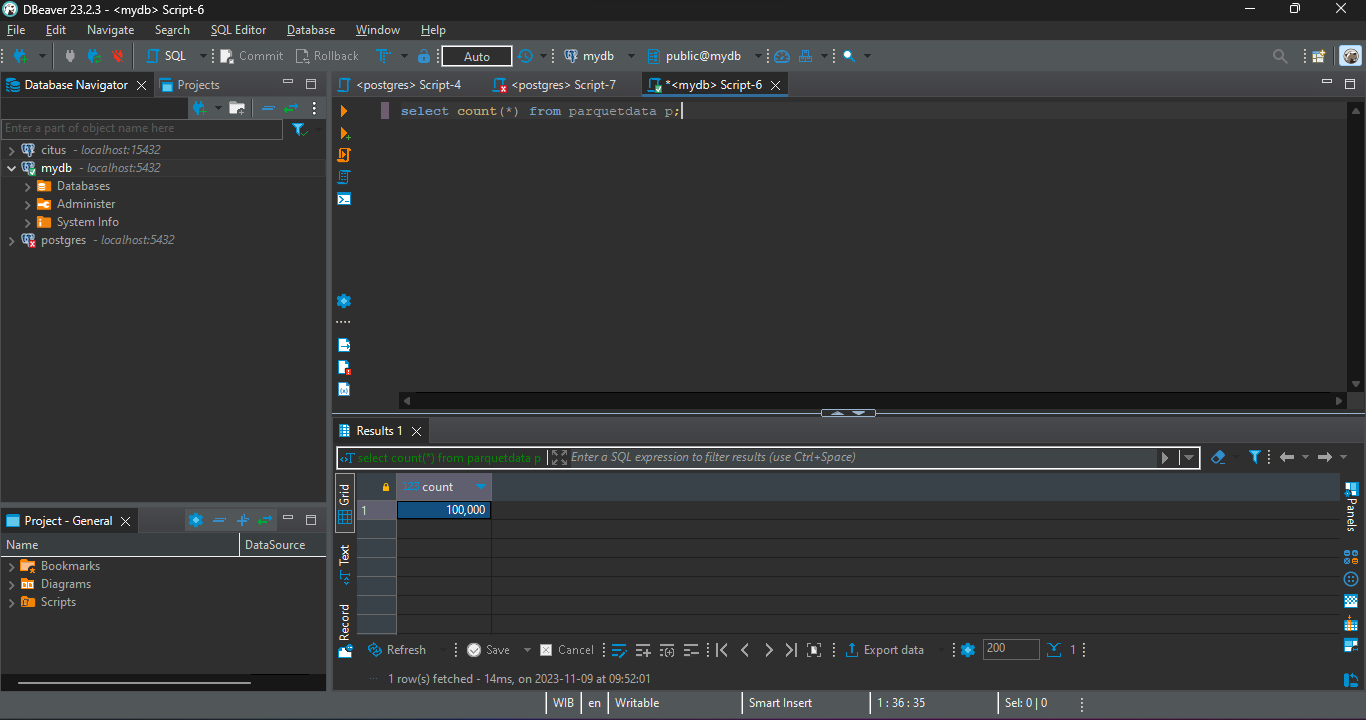 DBeaver 23.2.3 - <mydb> Script-6
File Edit Navigate Search SQL Editor Database Window Help
SQL Commit Rollback Auto mydb public@mydb
Database Navigator Projects
<postgres> Script-4 <postgres> Script-7 *<mydb> Script-6
Enter a part of object name here
citus - localhost:15432
mydb - localhost:5432
Databases
Administer
System Info
postgres - localhost:5432
select count(*) from parquetdata p;
Project - General
Name DataSource
Bookmarks
Diagrams
Scripts
Results 1
select count(*) from parquetdata p Enter a SQL expression to filter results (use Ctrl+Space)
Grid
Text
Record
123 count
1 100,000
Panels
Refresh Save Cancel Export data 200 1
1 row(s) fetched - 14ms, on 2023-11-09 at 09:52:01
WIB en Writable Smart Insert 1 : 36 : 35 Sel: 0 | 0